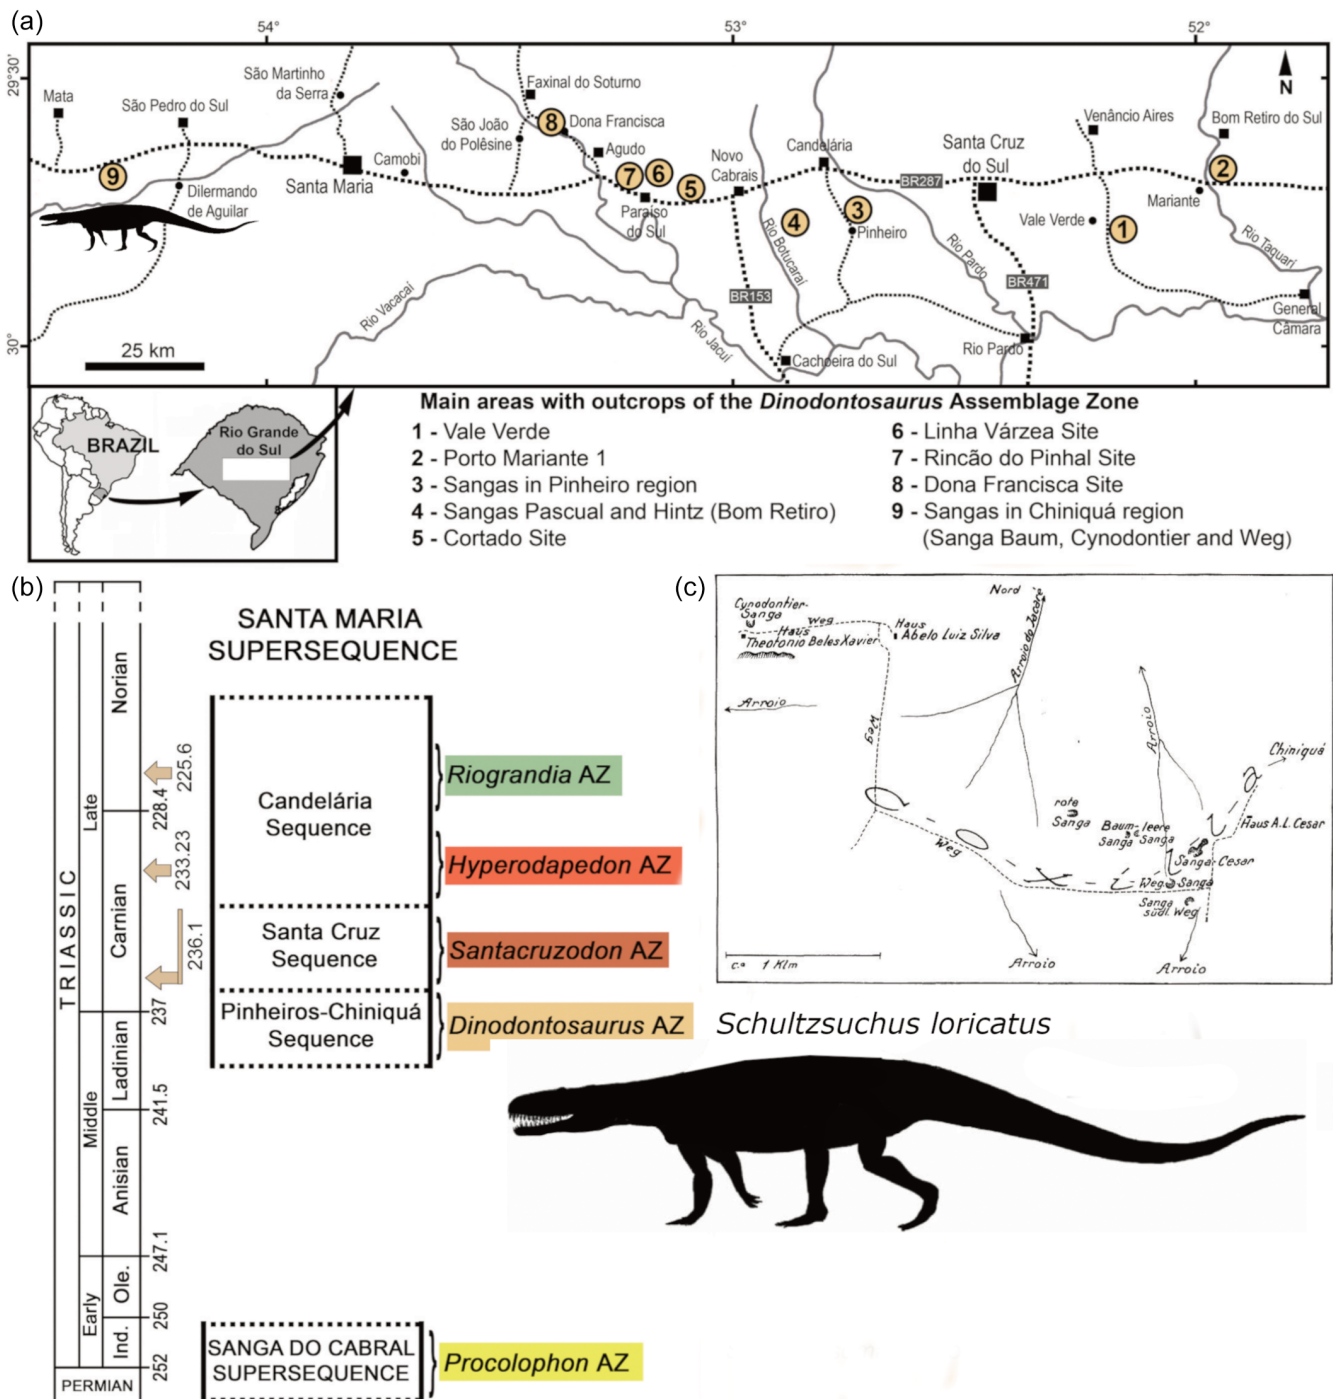 (a)
54°
53°
52°
29°30'
30°
Mata
São Pedro do Sul
São Martinho
da Serra
Faxinal do Soturno
São João
do Polêsine
8
Dona Francisca
Agudo
Camobi
Santa Maria
9
Dilermando
de Aguilar
7
6
5
Paraíso
do Sul
Novo
Cabrais
Candelária
4
3
Pinheiro
Santa Cruz
do Sul
BR287
Venâncio Aires
Bom Retiro do Sul
2
Mariante
Vale Verde
1
N
Rio Vacacaí
Rio Jacuí
Rio Botucaraí
Rio Pardo
Rio Taquari
BR153
BR471
Cachoeira do Sul
Rio Pardo
General
Câmara
25 km
BRAZIL
Rio Grande
do Sul
Main areas with outcrops of the Dinodontosaurus Assemblage Zone
1 - Vale Verde
2 - Porto Mariante 1
3 - Sangas in Pinheiro region
4 - Sangas Pascual and Hintz (Bom Retiro)
5 - Cortado Site
6 - Linha Várzea Site
7 - Rincão do Pinhal Site
8 - Dona Francisca Site
9 - Sangas in Chiniquá region
(Sanga Baum, Cynodontier and Weg)
(b)
SANTA MARIA
SUPERSEQUENCE
TRIASSIC
Late
Middle
Early
Norian
Carnian
Ladinian
Anisian
Ole.
Ind.
PERMIAN
225.6
228.4
233.23
236.1
237
241.5
247.1
250
252
Candelária
Sequence
Santa Cruz
Sequence
Pinheiros-Chiniquá
Sequence
Riograndia AZ
Hyperodapedon AZ
Santacruzodon AZ
Dinodontosaurus AZ
SANGA DO CABRAL
SUPERSEQUENCE
Procolophon AZ
(c)
Nord
Cynodontier-
Sanga
Weg
Haus
Theotonio Beles Xavier
Haus
Abelo Luiz Silva
Arroio do Jacaré
Arroio
Weg
Arroio
Chiniquá
rote
Sanga
Baum-
Sanga
leere
Sanga
Haus A.L. Cesar
Sanga-Cesar
Weg
Weg Sanga
Sanga
südl. Weg
ca 1 Klm
Arroio
Arroio
Schultzsuchus loricatus